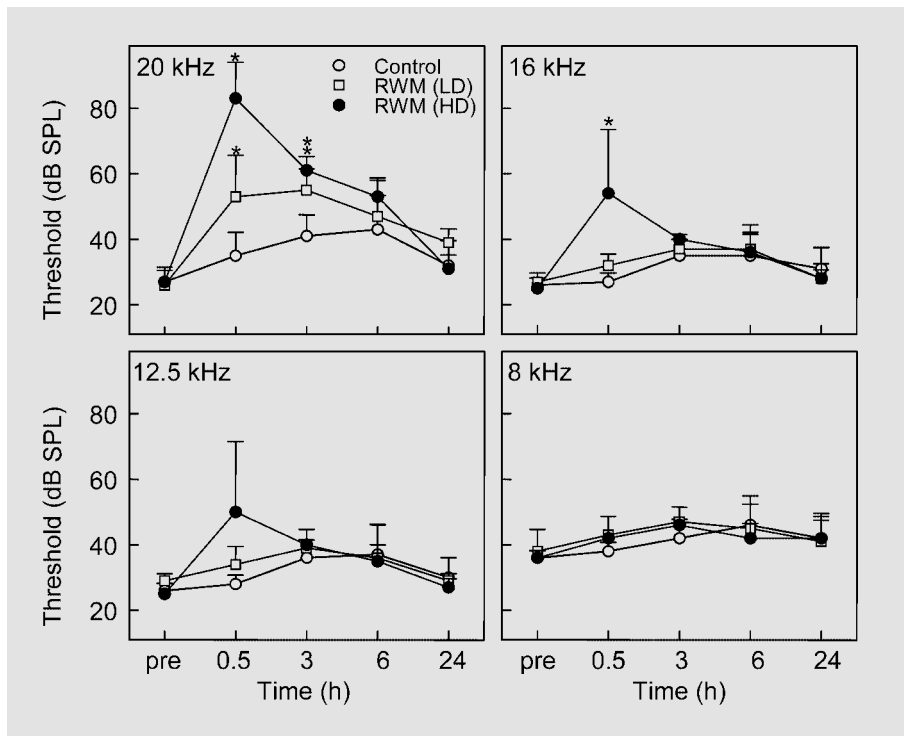 20 kHz
Control
RWM (LD)
RWM (HD)
*
*
*
*
Threshold (dB SPL)
80
60
40
20
16 kHz
*
12.5 kHz
Threshold (dB SPL)
80
60
40
20
pre 0.5 3 6 24
Time (h)
8 kHz
pre 0.5 3 6 24
Time (h)